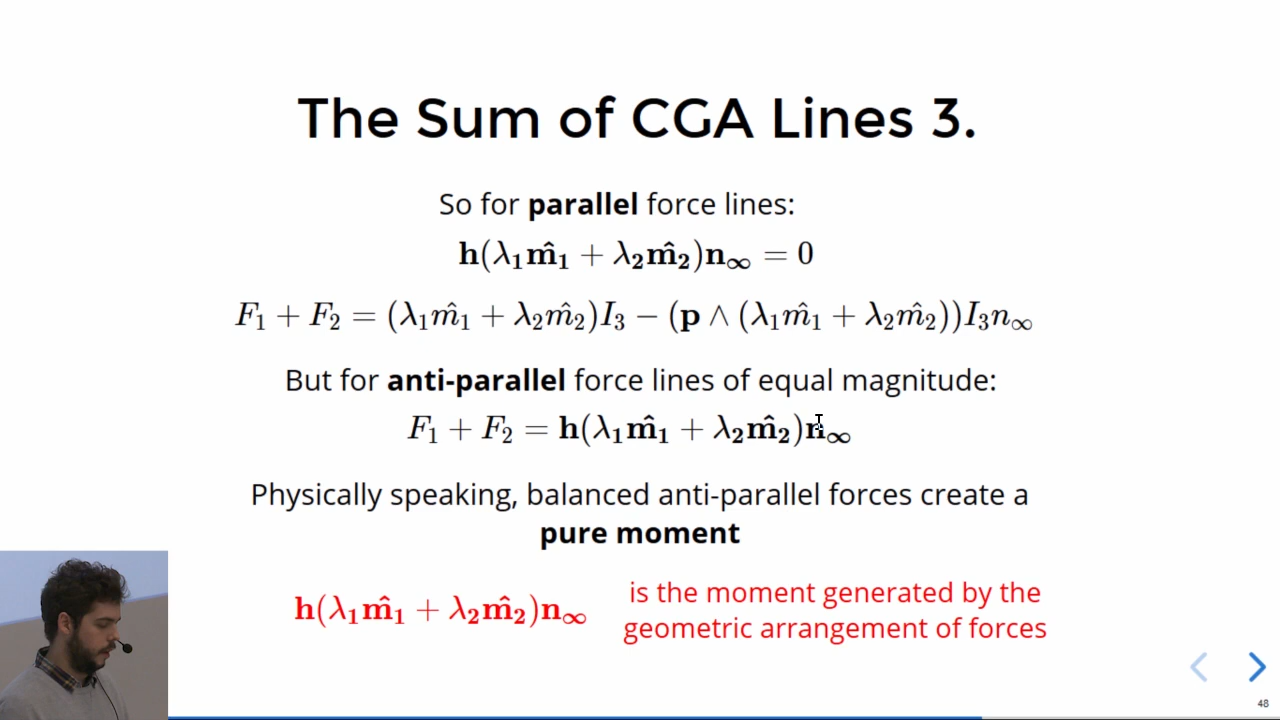 The Sum of CGA Lines 3.
So for parallel force lines:
𝐡(λ₁𝐦̂₁ + λ₂𝐦̂₂)𝐧∞ = 0
F₁ + F₂ = (λ₁m̂₁ + λ₂m̂₂)I₃ − (𝐩 ∧ (λ₁m̂₁ + λ₂m̂₂))I₃n∞
But for anti-parallel force lines of equal magnitude:
F₁ + F₂ = 𝐡(λ₁𝐦̂₁ + λ₂𝐦̂₂)𝐧∞
Physically speaking, balanced anti-parallel forces create a
pure moment
𝐡(λ₁𝐦̂₁ + λ₂𝐦̂₂)𝐧∞
is the moment generated by the
geometric arrangement of forces
48